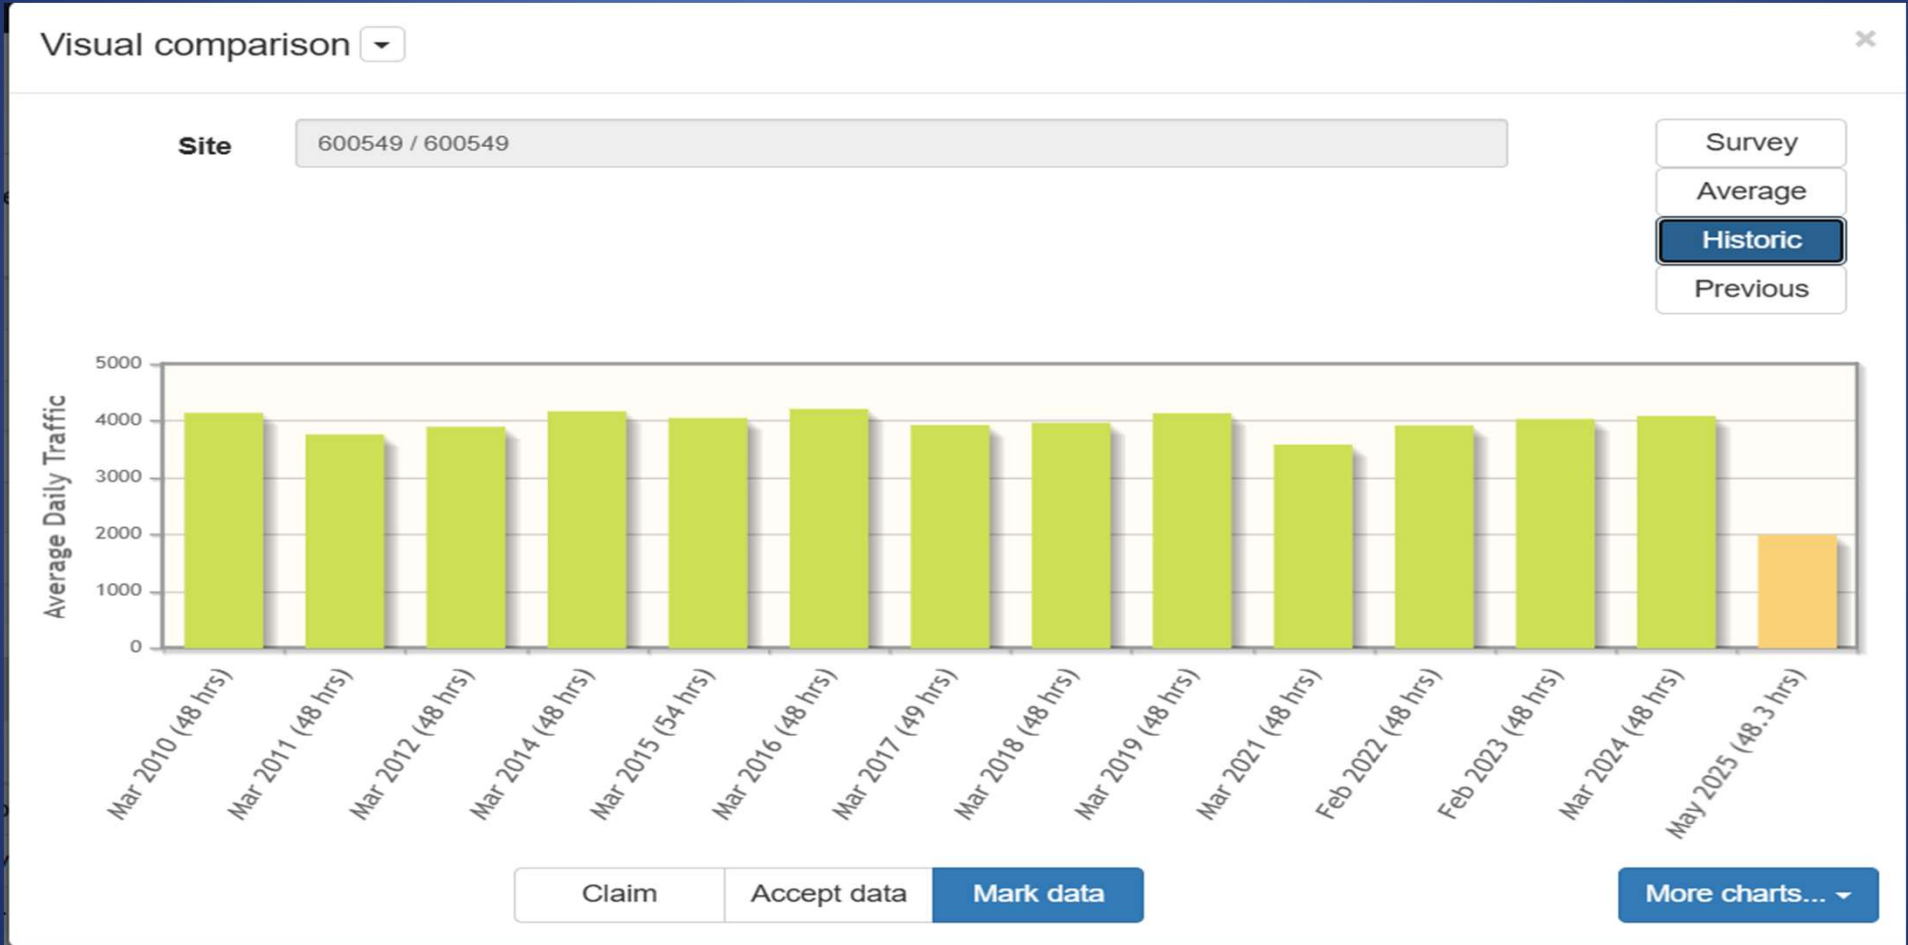 Visual comparison
×
Site
600549 / 600549
Survey
Average
Historic
Previous
Average Daily Traffic
5000
4000
3000
2000
1000
0
Mar 2010 (48 hrs)
Mar 2011 (48 hrs)
Mar 2012 (48 hrs)
Mar 2014 (48 hrs)
Mar 2015 (54 hrs)
Mar 2016 (48 hrs)
Mar 2017 (49 hrs)
Mar 2018 (48 hrs)
Mar 2019 (48 hrs)
Mar 2021 (48 hrs)
Feb 2022 (48 hrs)
Feb 2023 (48 hrs)
Mar 2024 (48 hrs)
May 2025 (48.3 hrs)
Claim
Accept data
Mark data
More charts...